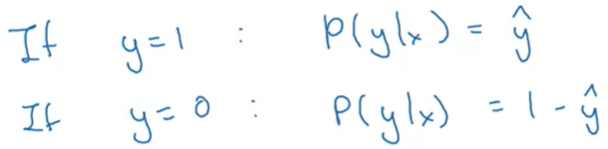 If y=1 : p(y|x) = ŷ
If y=0 : p(y|x) = 1 - ŷ